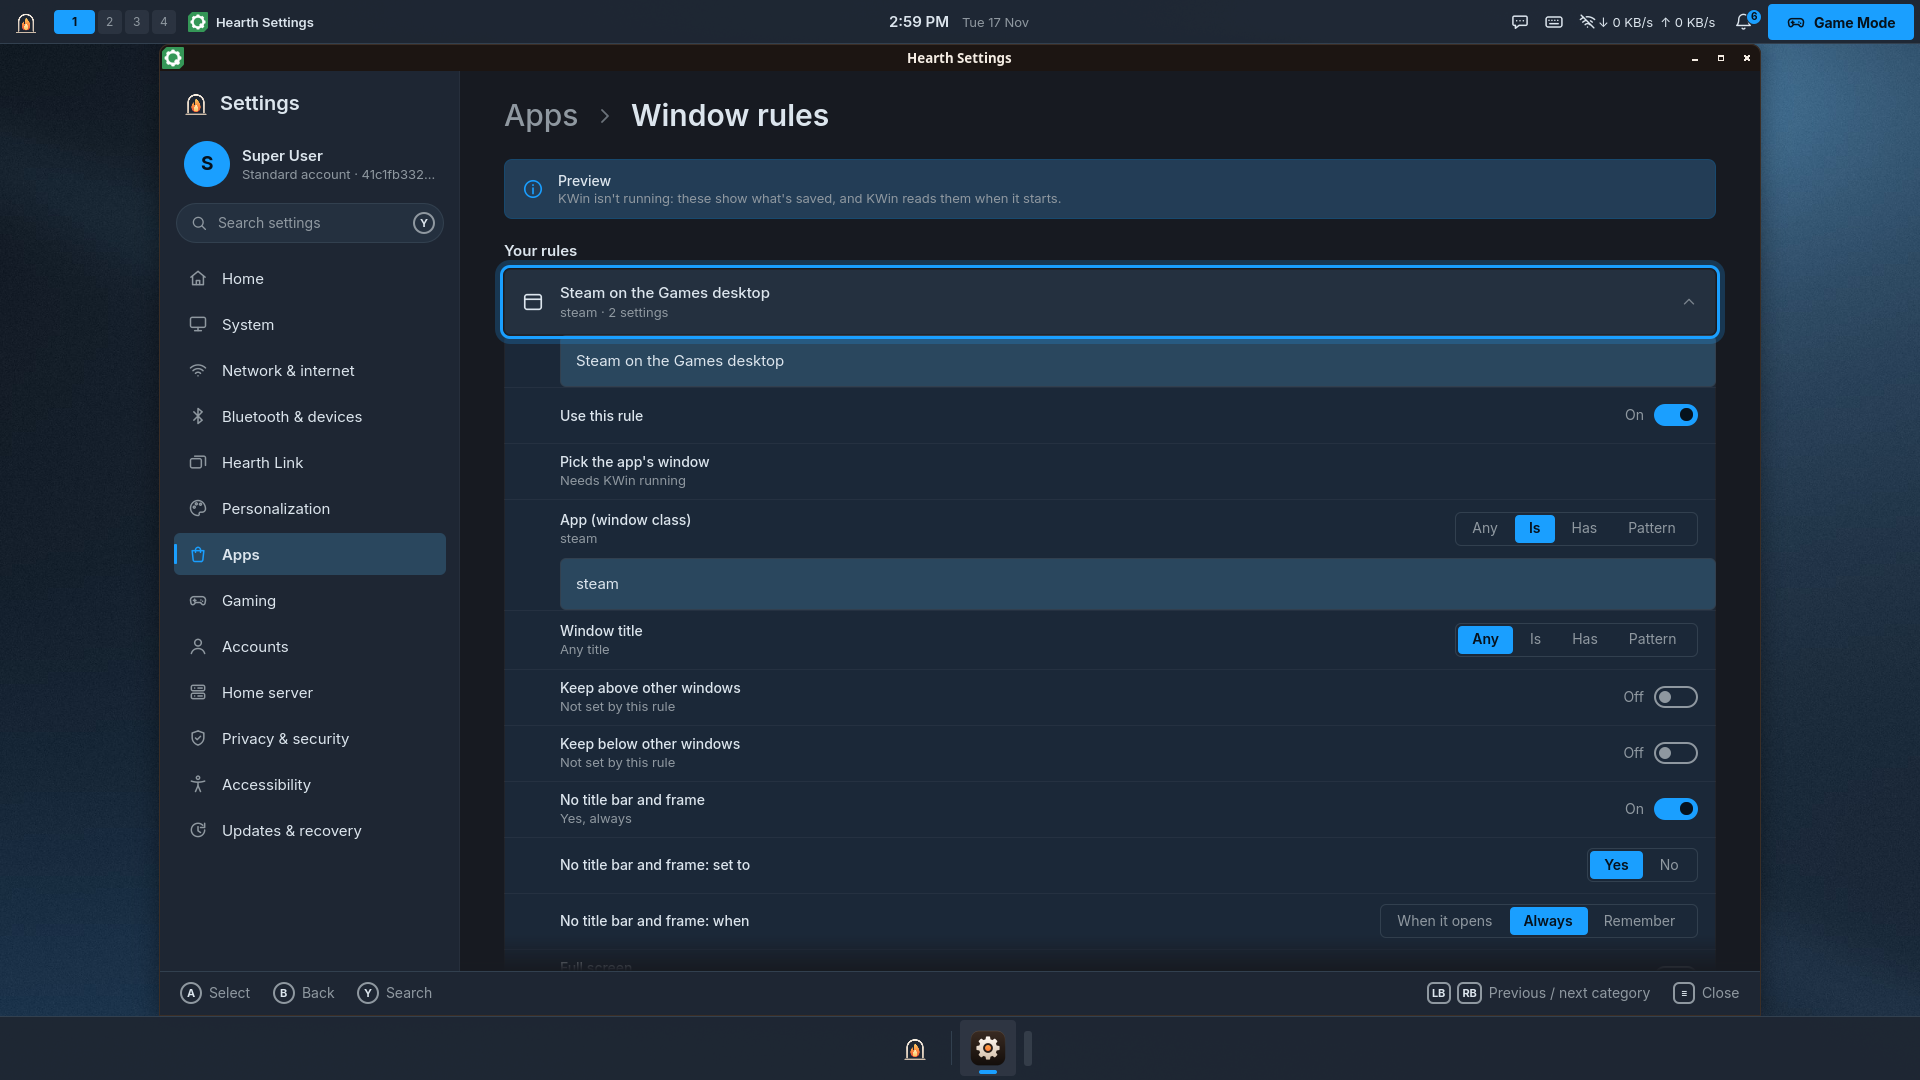 1 2 3 4 Hearth Settings
2:59 PM Tue 17 Nov
↓ 0 KB/s ↑ 0 KB/s
6
Game Mode
Hearth Settings
Settings
S
Super User
Standard account · 41c1fb332...
Search settings Y
Home
System
Network & internet
Bluetooth & devices
Hearth Link
Personalization
Apps
Gaming
Accounts
Home server
Privacy & security
Accessibility
Updates & recovery
Apps > Window rules
Preview
KWin isn't running: these show what's saved, and KWin reads them when it starts.
Your rules
Steam on the Games desktop
steam · 2 settings
Steam on the Games desktop
Use this rule On
Pick the app's window
Needs KWin running
App (window class)
steam
Any Is Has Pattern
steam
Window title
Any title
Any Is Has Pattern
Keep above other windows
Not set by this rule
Off
Keep below other windows
Not set by this rule
Off
No title bar and frame
Yes, always
On
No title bar and frame: set to Yes No
No title bar and frame: when When it opens Always Remember
Full screen
A Select B Back Y Search
LB RB Previous / next category ≡ Close